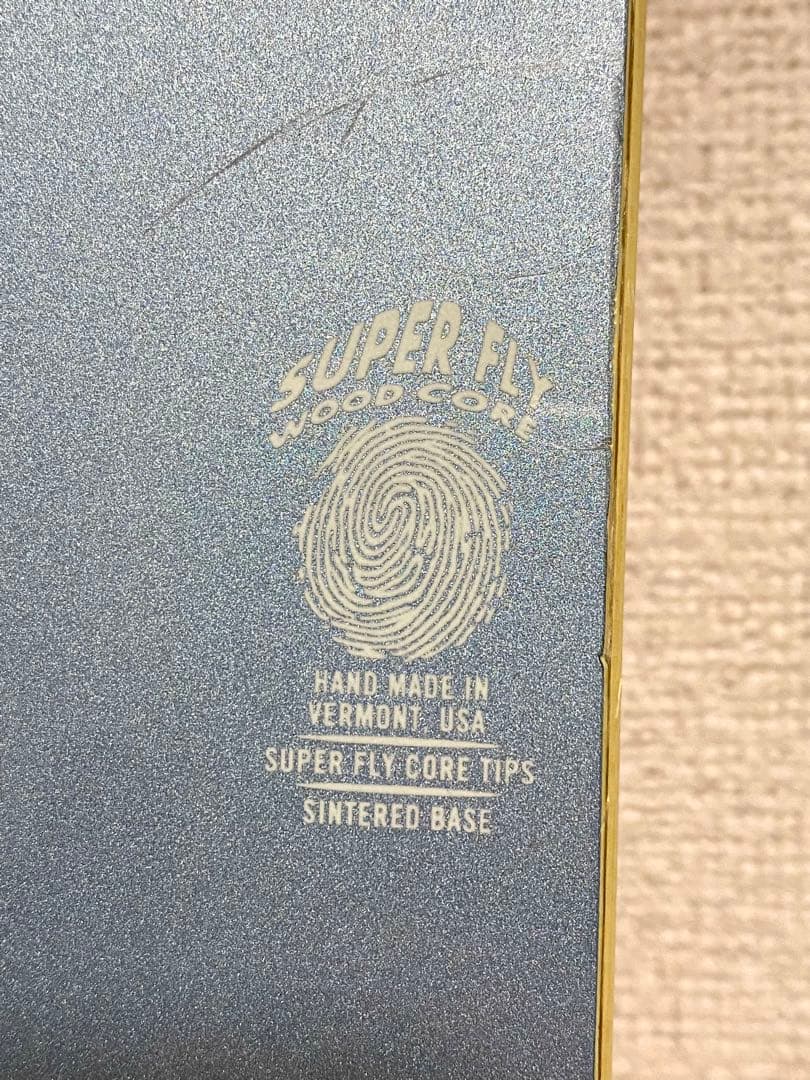 SUPER FLY
WOOD CORE
HAND MADE IN
VERMONT, USA
SUPER FLY CORE TIPS
SINTERED BASE